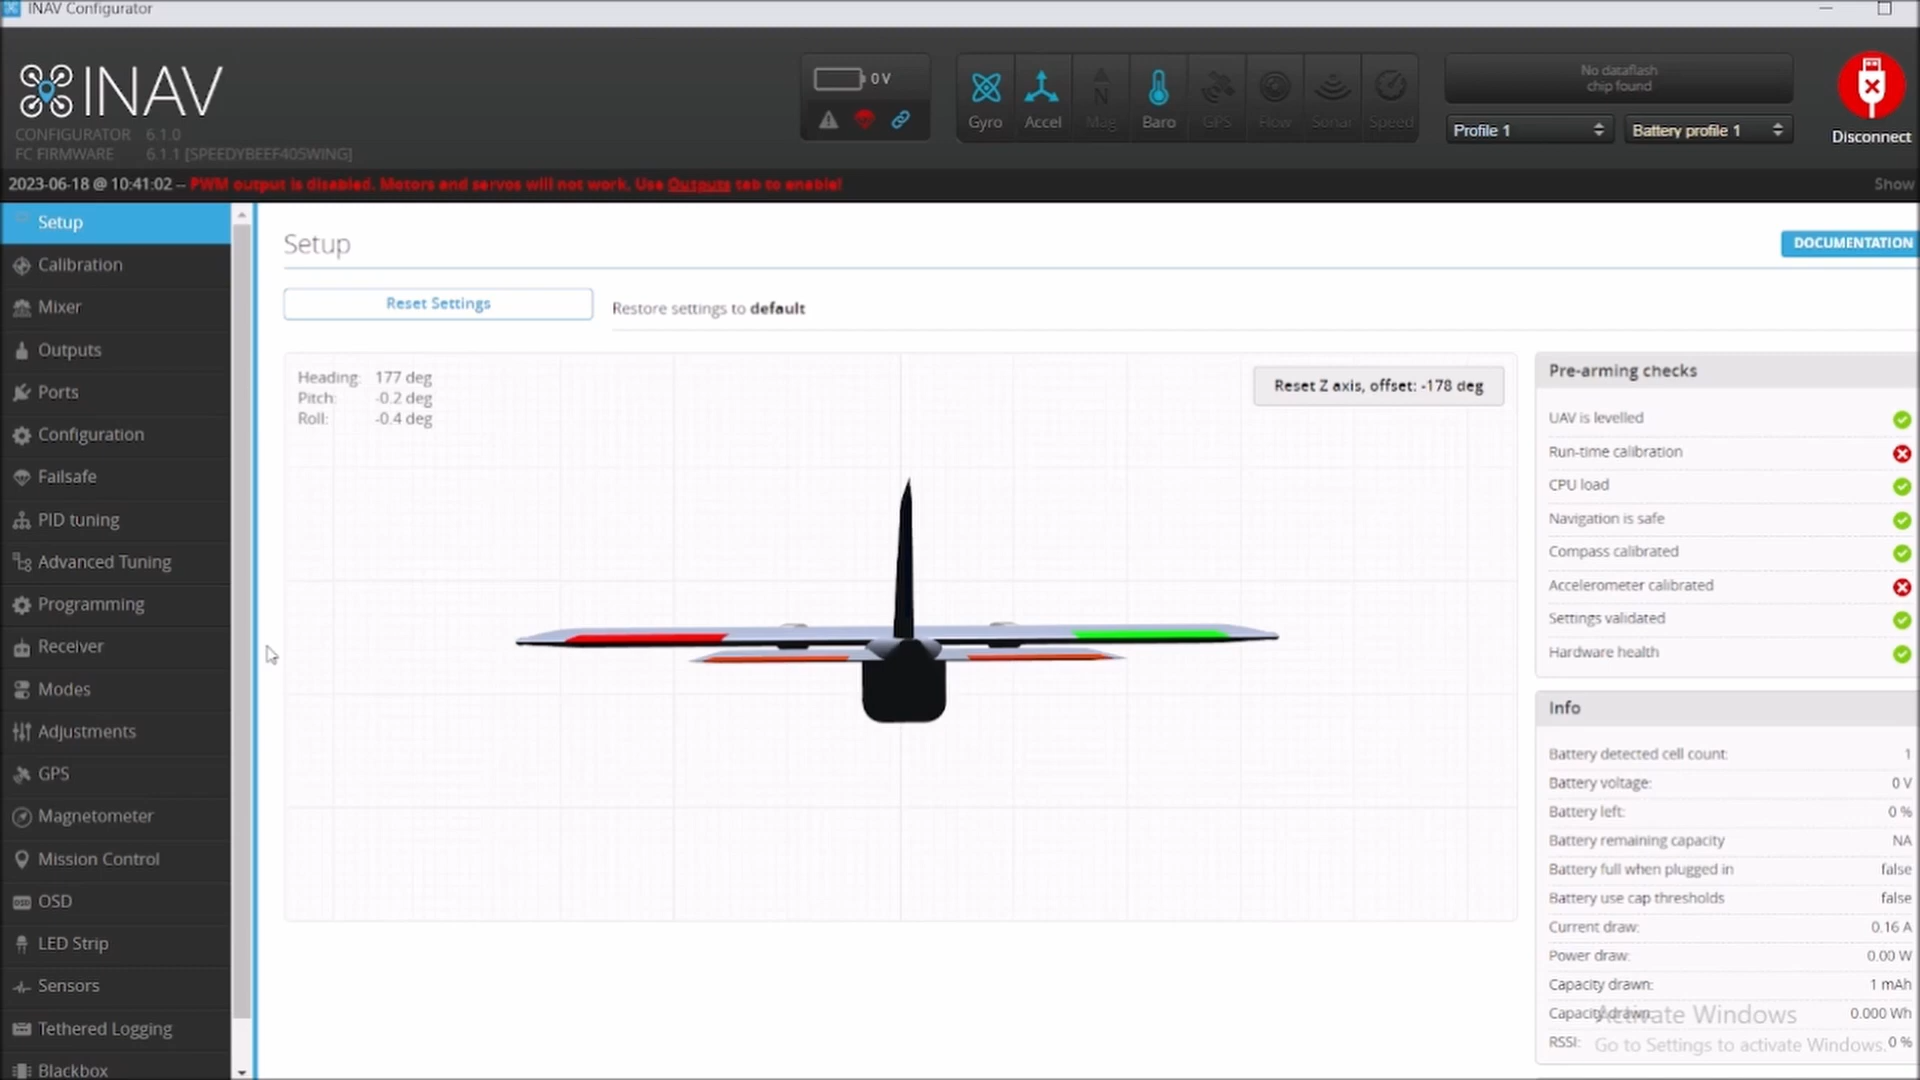 INAV Configurator
INAV
CONFIGURATOR 6.1.0
FC FIRMWARE 6.1.1 [SPEEDYBEEF405WING]
0 V
Gyro
Accel
Mag
Baro
GPS
Flow
Sonar
Speed
No dataflash
chip found
Profile 1
Battery profile 1
Disconnect
2023-06-18 @ 10:41:02 -- PWM output is disabled. Motors and servos will not work. Use Outputs tab to enable!
Show
Setup
Calibration
Mixer
Outputs
Ports
Configuration
Failsafe
PID tuning
Advanced Tuning
Programming
Receiver
Modes
Adjustments
GPS
Magnetometer
Mission Control
OSD
LED Strip
Sensors
Tethered Logging
Blackbox
Setup
DOCUMENTATION
Reset Settings
Restore settings to default
Heading: 177 deg
Pitch: -0.2 deg
Roll: -0.4 deg
Reset Z axis, offset: -178 deg
Pre-arming checks
UAV is levelled
Run-time calibration
CPU load
Navigation is safe
Compass calibrated
Accelerometer calibrated
Settings validated
Hardware health
Info
Battery detected cell count: 1
Battery voltage: 0 V
Battery left: 0 %
Battery remaining capacity NA
Battery full when plugged in false
Battery use cap thresholds false
Current draw: 0.16 A
Power draw: 0.00 W
Capacity drawn: 1 mAh
Capacity drawn: 0.000 Wh
RSSI: 0 %
Activate Windows
Go to Settings to activate Windows.